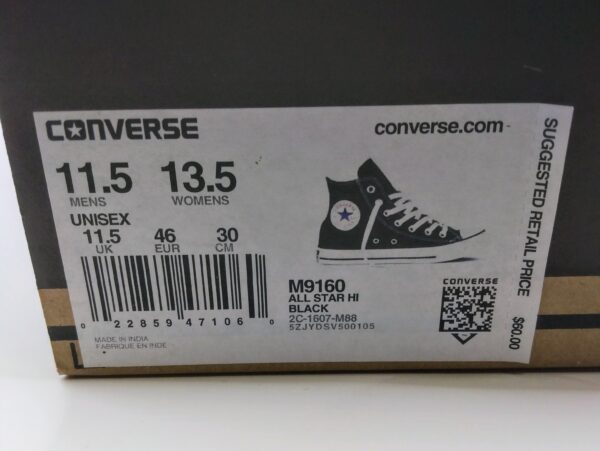 CONVERSE
converse.com
11.5 13.5
MENS WOMENS
UNISEX
11.5 46 30
UK EUR CM
0 22859 47106 0
MADE IN INDIA
FABRIQUE EN INDE
M9160
ALL STAR HI
BLACK
2C-1607-M88
5ZJYDSV500105
CONVERSE
SUGGESTED RETAIL PRICE
$60.00